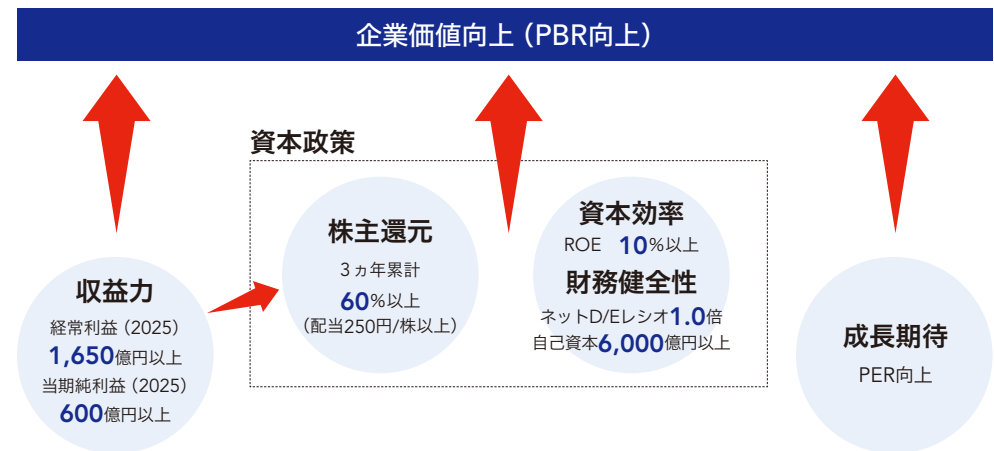 企業価値向上（PBR向上）
資本政策
収益力
経常利益（2025）
1,650億円以上
当期純利益（2025）
600億円以上
株主還元
3ヵ年累計
60％以上
（配当250円/株以上）
資本効率
ROE 10％以上
財務健全性
ネットD/Eレシオ1.0倍
自己資本6,000億円以上
成長期待
PER向上